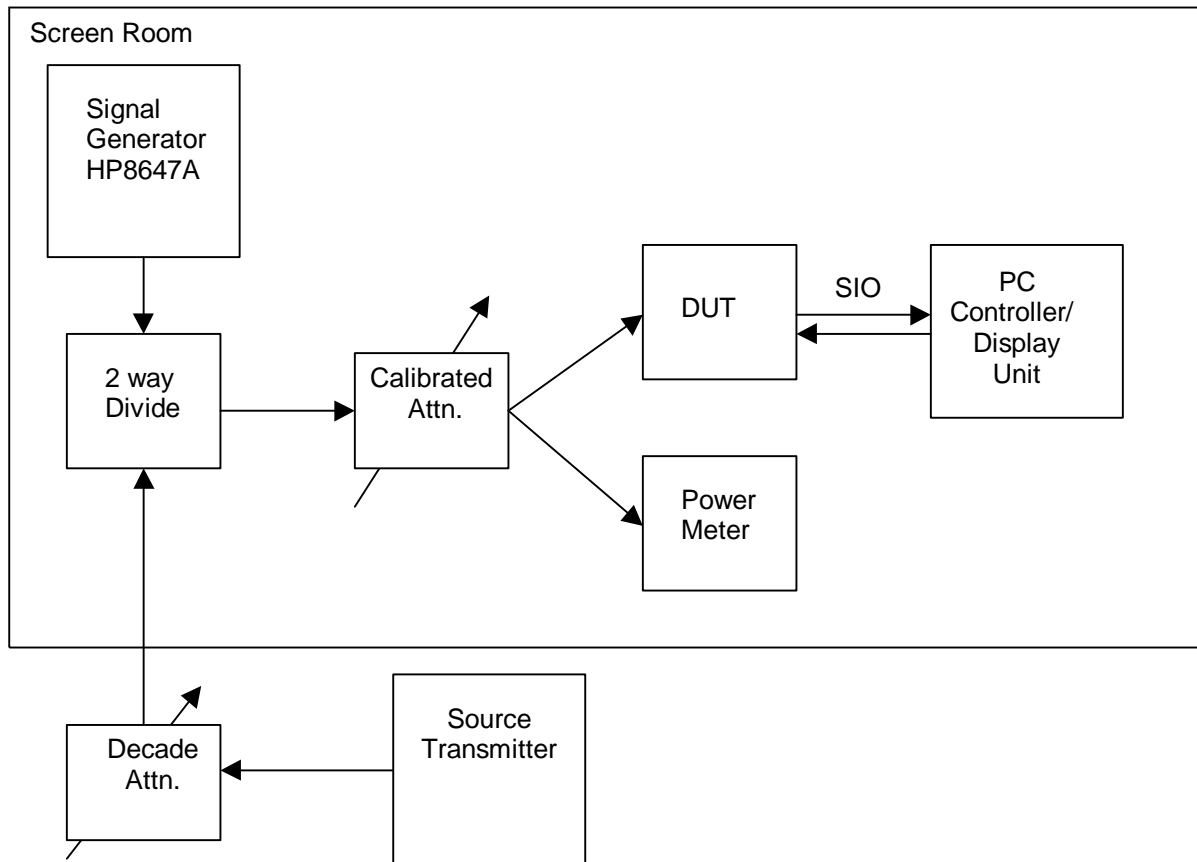 Screen Room
Signal
Generator
HP8647A
2 way
Divide
Calibrated
Attn.
DUT
SIO
PC
Controller/
Display
Unit
Power
Meter
Decade
Attn.
Source
Transmitter